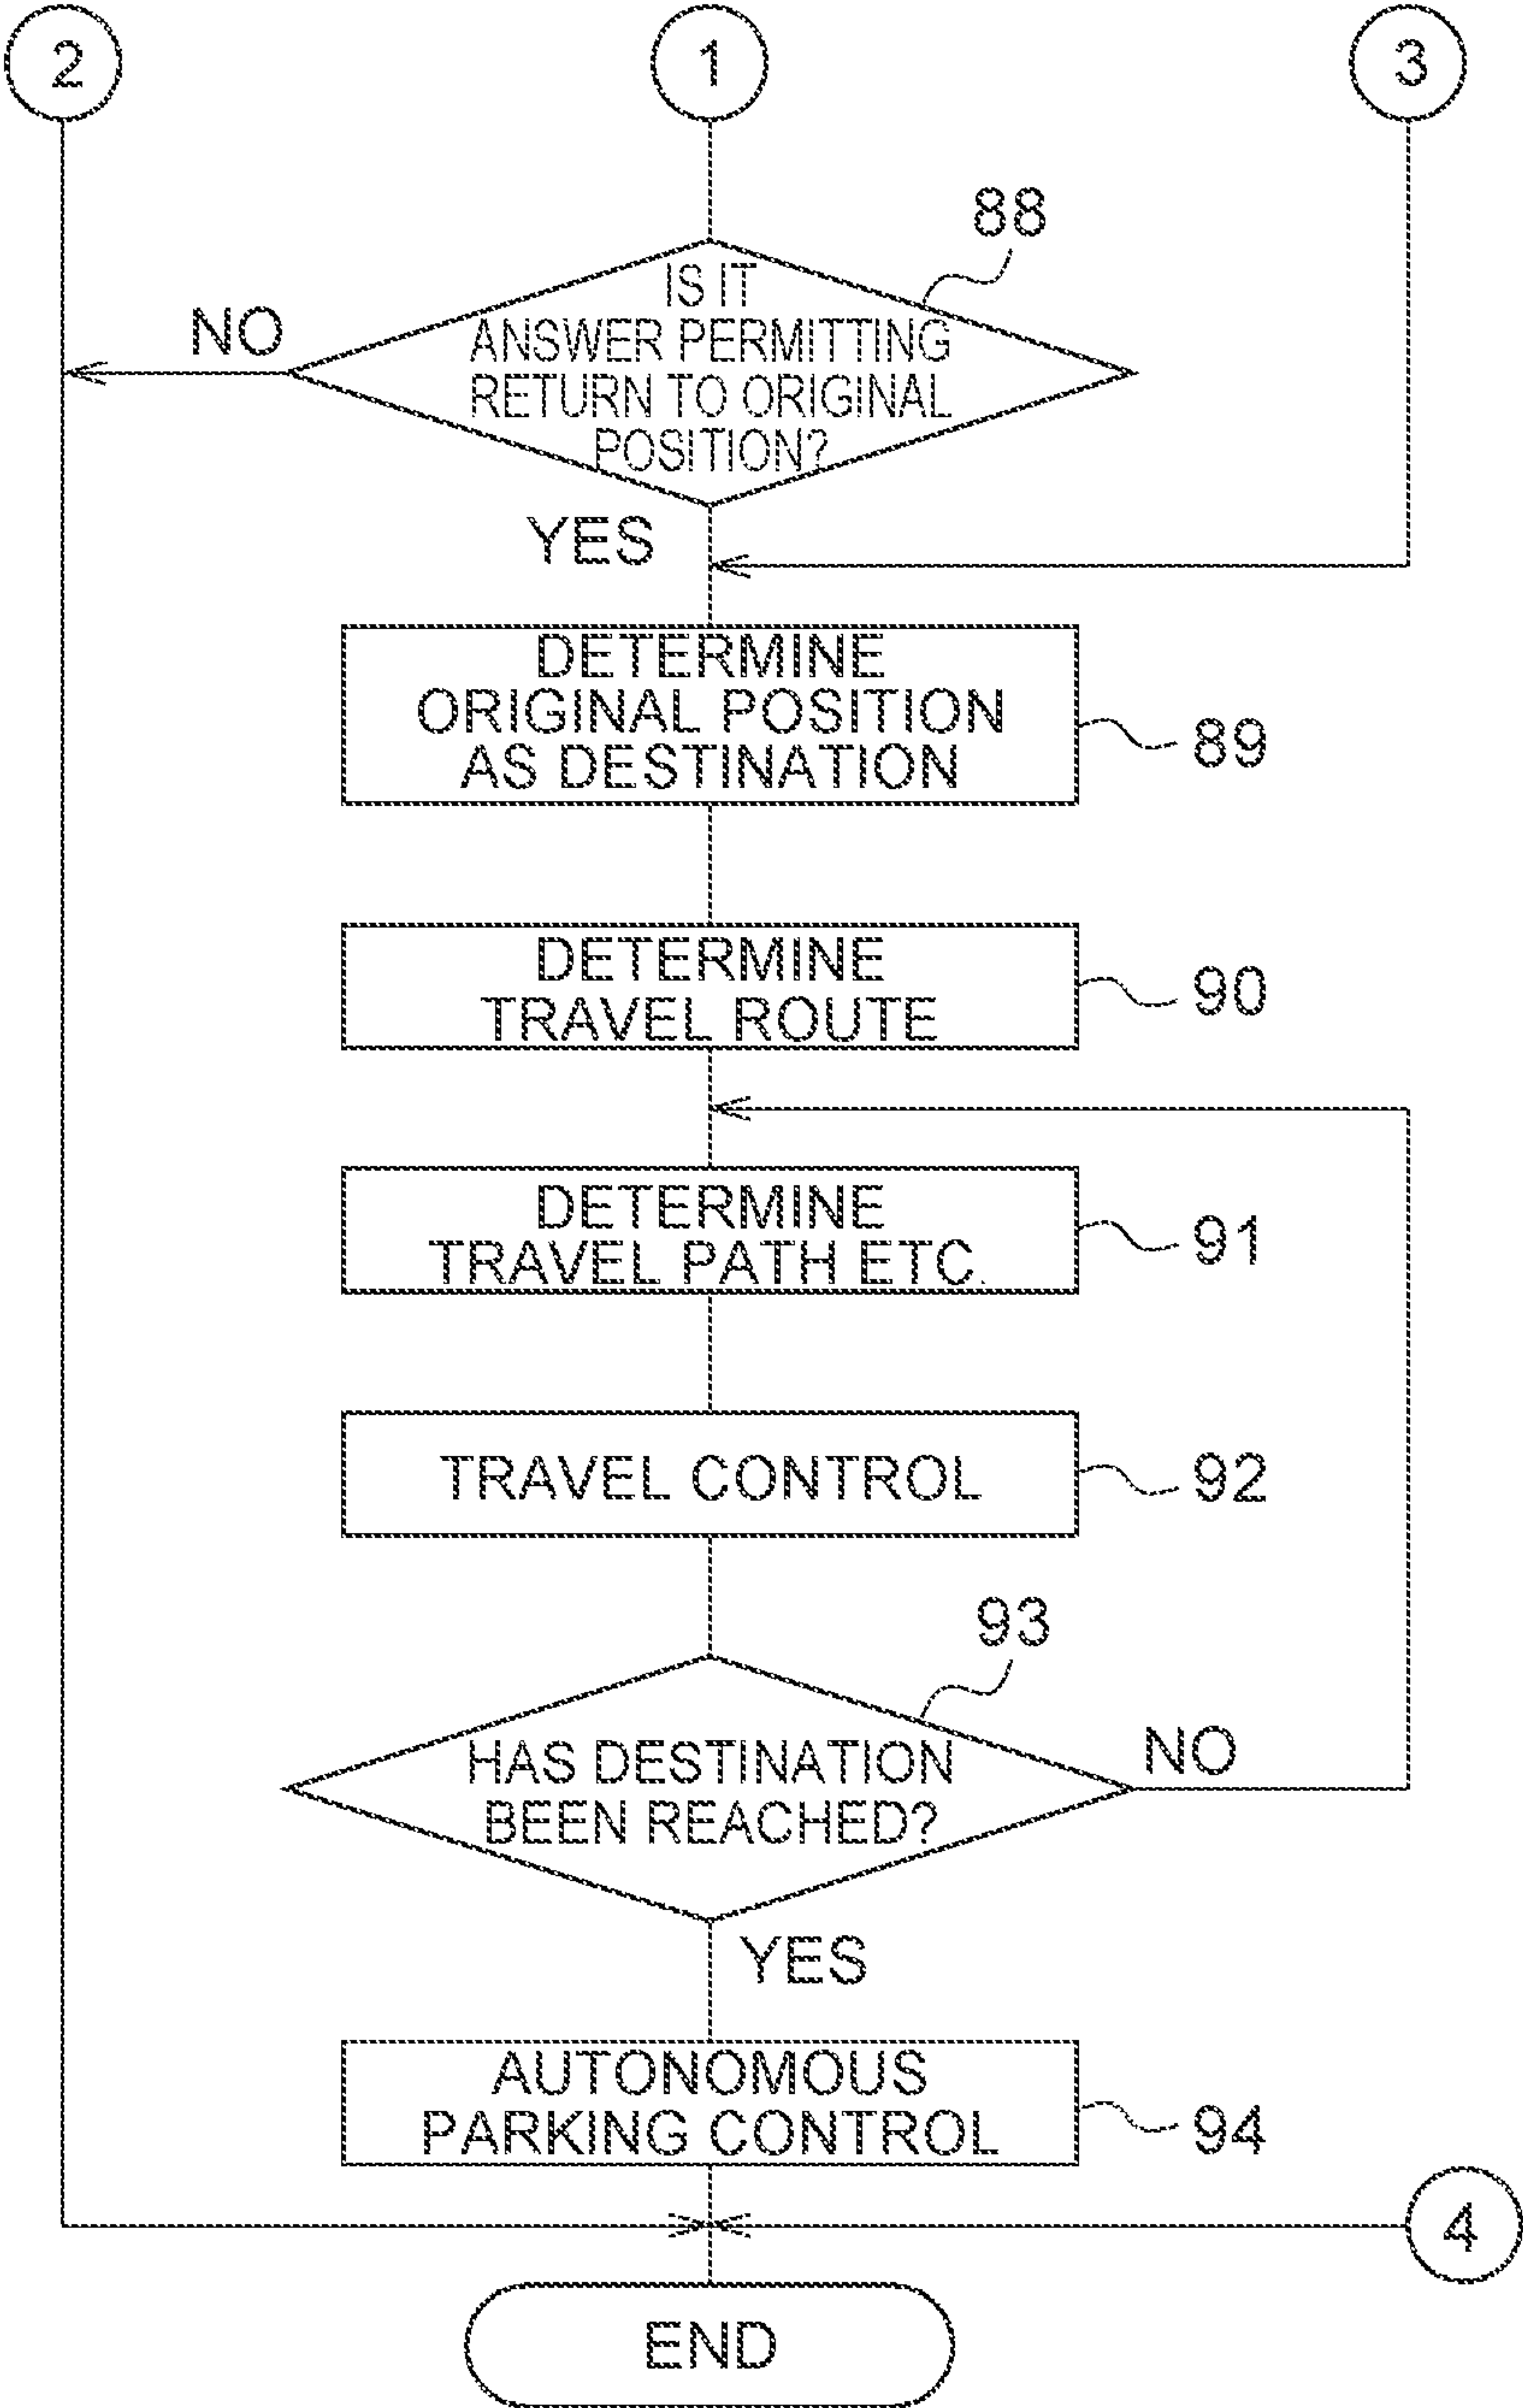 2
1
3
88
IS IT
ANSWER PERMITTING
RETURN TO ORIGINAL
POSITION?
NO
YES
DETERMINE
ORIGINAL POSITION
AS DESTINATION
89
DETERMINE
TRAVEL ROUTE
90
DETERMINE
TRAVEL PATH ETC.
91
TRAVEL CONTROL
92
93
HAS DESTINATION
BEEN REACHED?
NO
YES
AUTONOMOUS
PARKING CONTROL
94
4
END